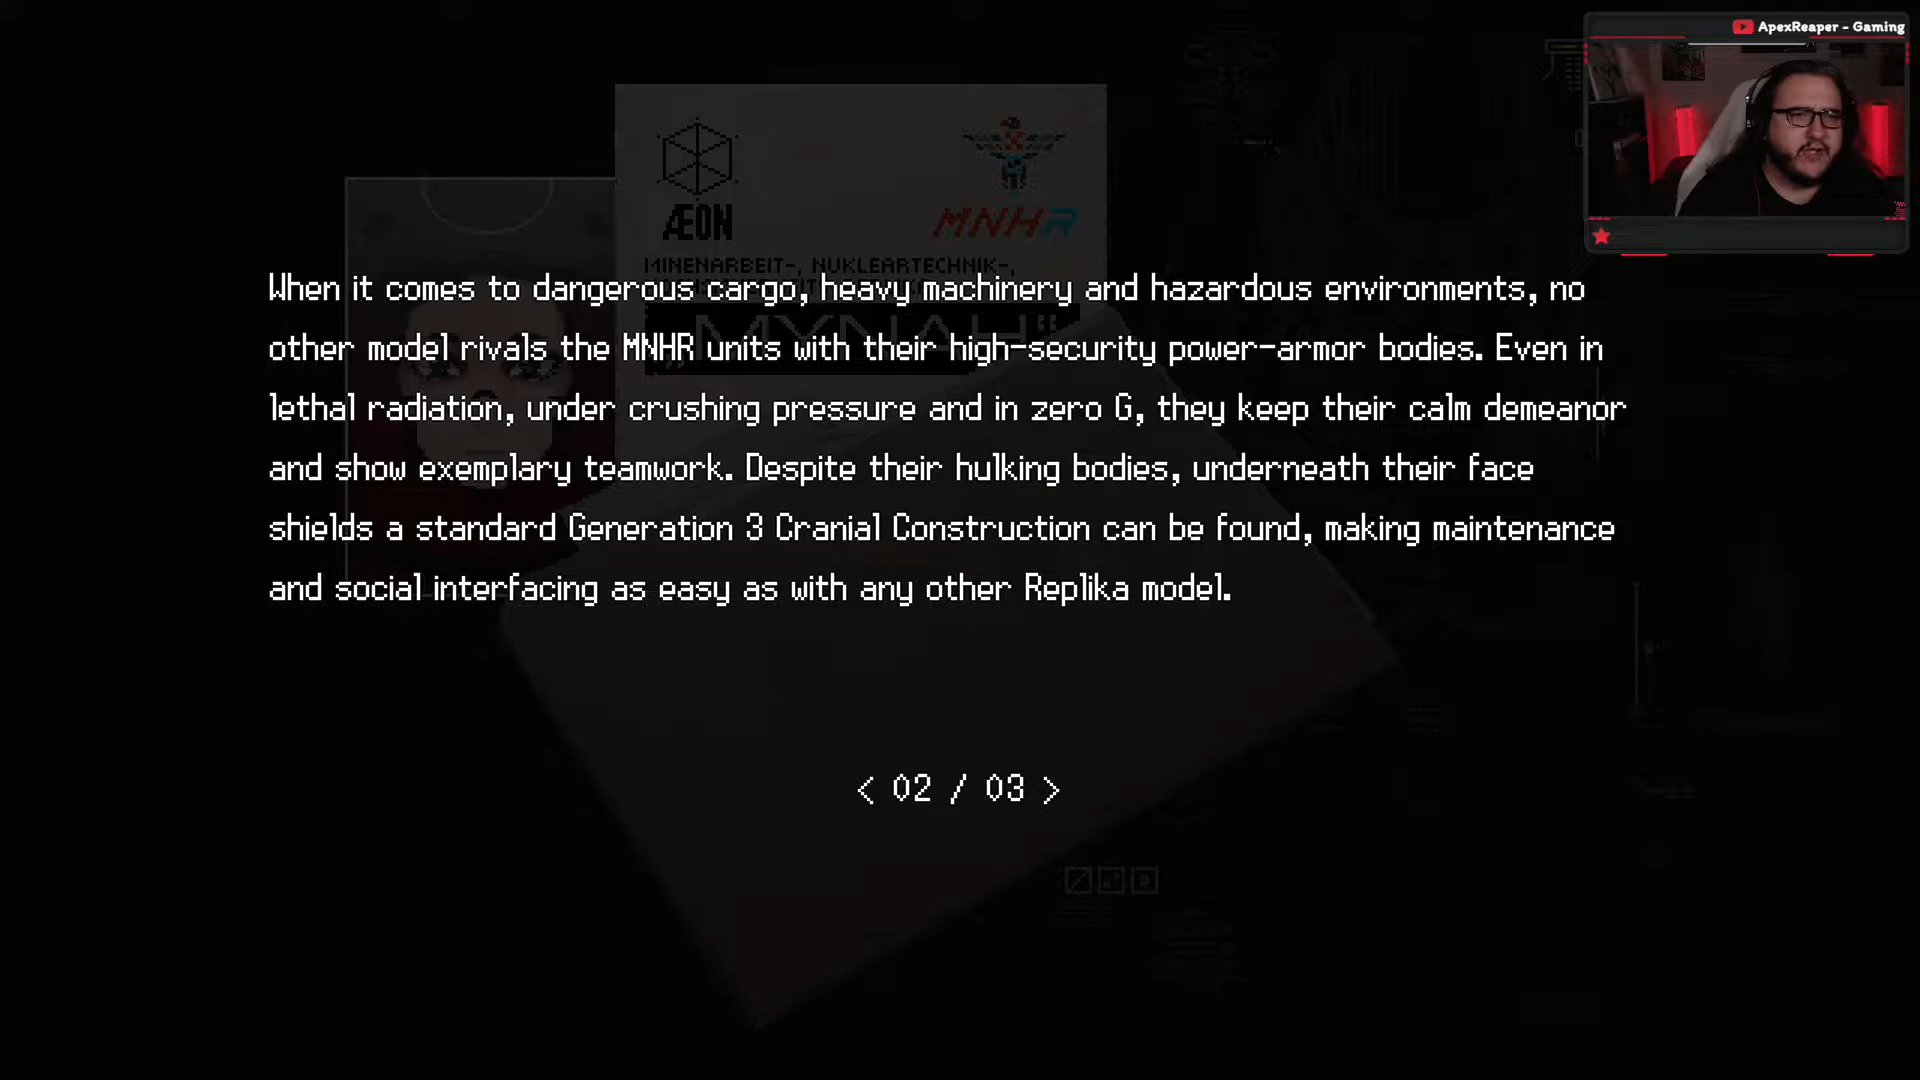 ApexReaper - Gaming
ÆON
MNHR
MINENARBEIT-, NUKLEARTECHNIK-,
When it comes to dangerous cargo, heavy machinery and hazardous environments, no
other model rivals the MNHR units with their high-security power-armor bodies. Even in
lethal radiation, under crushing pressure and in zero G, they keep their calm demeanor
and show exemplary teamwork. Despite their hulking bodies, underneath their face
shields a standard Generation 3 Cranial Construction can be found, making maintenance
and social interfacing as easy as with any other Replika model.
< 02 / 03 >